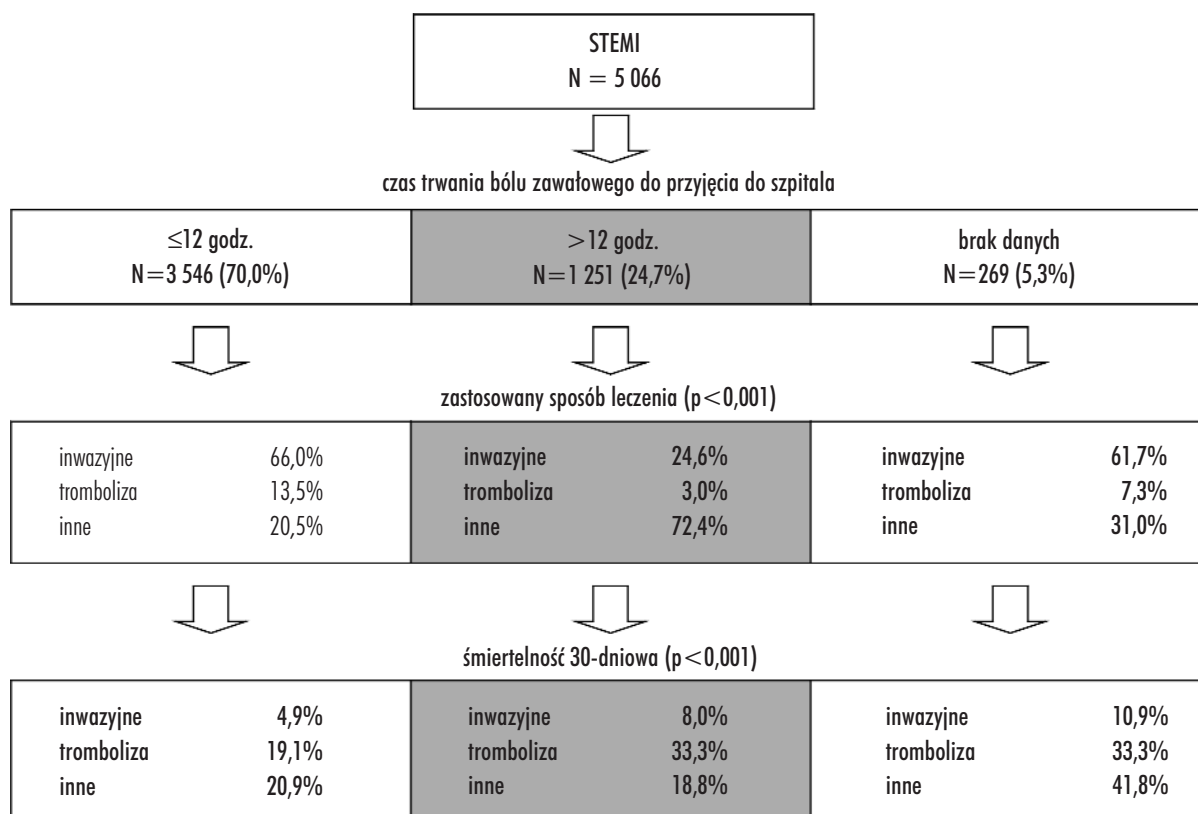 STEMI
N = 5 066
czas trwania bólu zawałowego do przyjęcia do szpitala
≤12 godz.
N=3 546 (70,0%)
>12 godz.
N=1 251 (24,7%)
brak danych
N=269 (5,3%)
zastosowany sposób leczenia (p<0,001)
inwazyjne 66,0%
tromboliza 13,5%
inne 20,5%
inwazyjne 24,6%
tromboliza 3,0%
inne 72,4%
inwazyjne 61,7%
tromboliza 7,3%
inne 31,0%
śmiertelność 30-dniowa (p<0,001)
inwazyjne 4,9%
tromboliza 19,1%
inne 20,9%
inwazyjne 8,0%
tromboliza 33,3%
inne 18,8%
inwazyjne 10,9%
tromboliza 33,3%
inne 41,8%